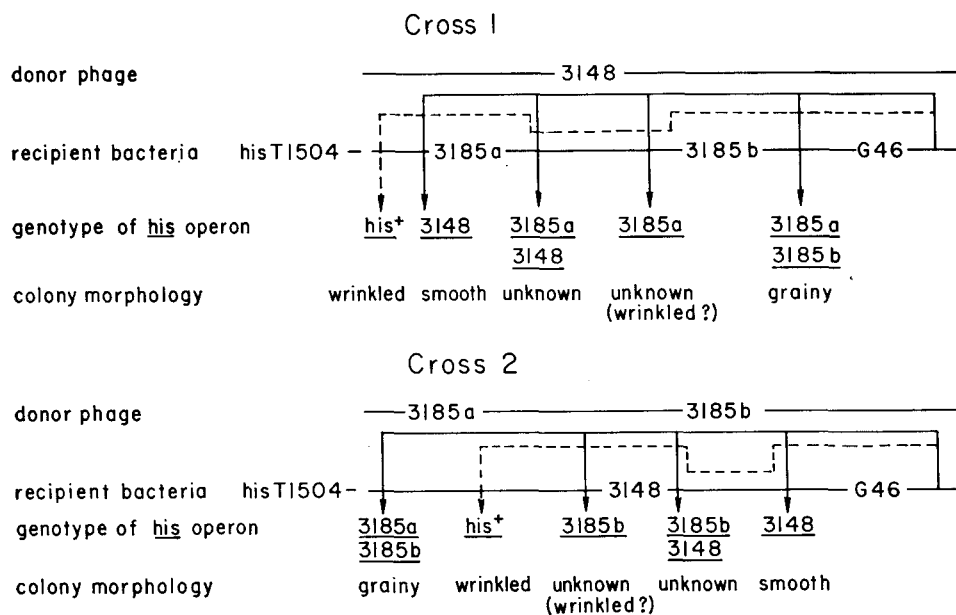 Cross 1
donor phage 3148
recipient bacteria hisT1504 3185a 3185b G46
genotype of his operon his+ 3148 3185a 3185a 3185a
3148 3185b
colony morphology wrinkled smooth unknown unknown grainy
(wrinkled?)
Cross 2
donor phage 3185a 3185b
recipient bacteria hisT1504 3148 G46
genotype of his operon 3185a his+ 3185b 3185b 3148
3185b 3148
colony morphology grainy wrinkled unknown unknown smooth
(wrinkled?)